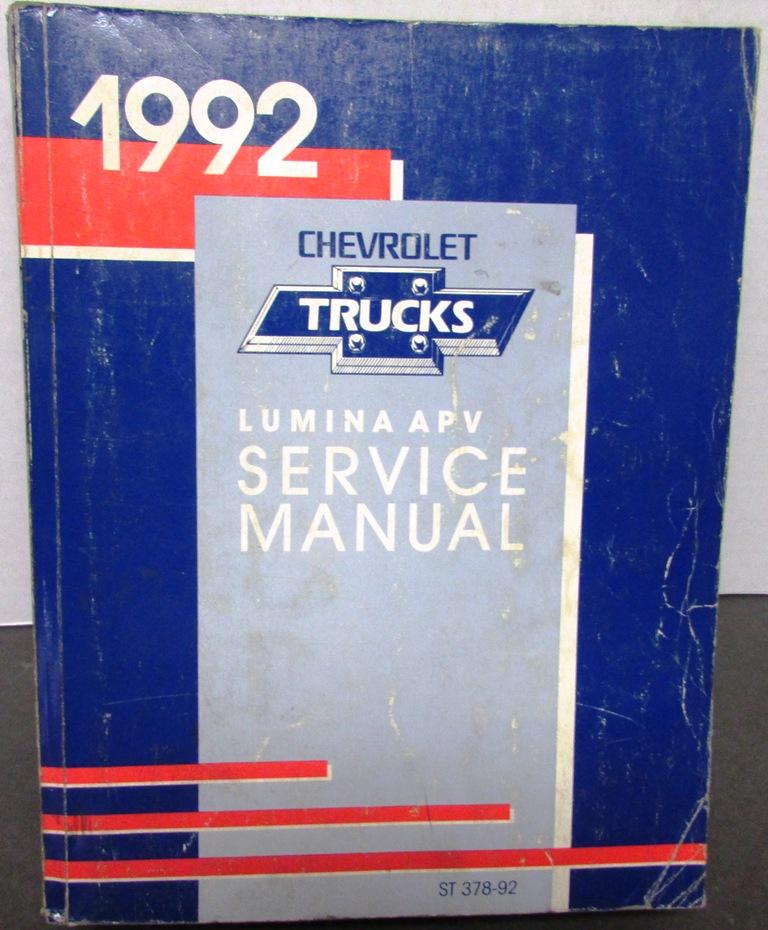 1992
CHEVROLET
TRUCKS
LUMINA APV
SERVICE
MANUAL
ST 378-92